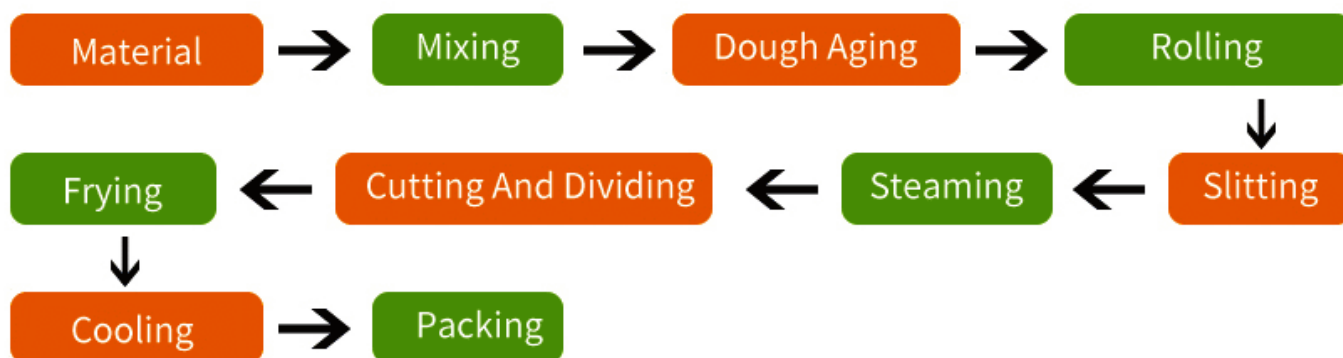 Material
Mixing
Dough Aging
Rolling
Slitting
Steaming
Cutting And Dividing
Frying
Cooling
Packing